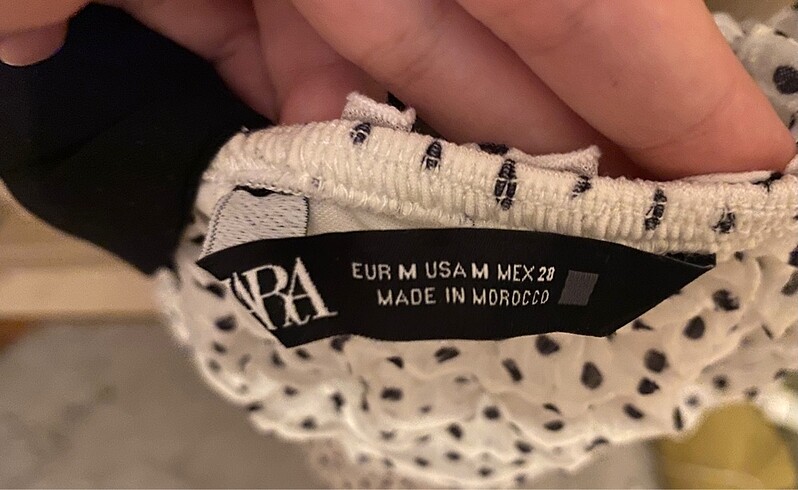 ZARA
EUR M USA M MEX 28
MADE IN MOROCCO